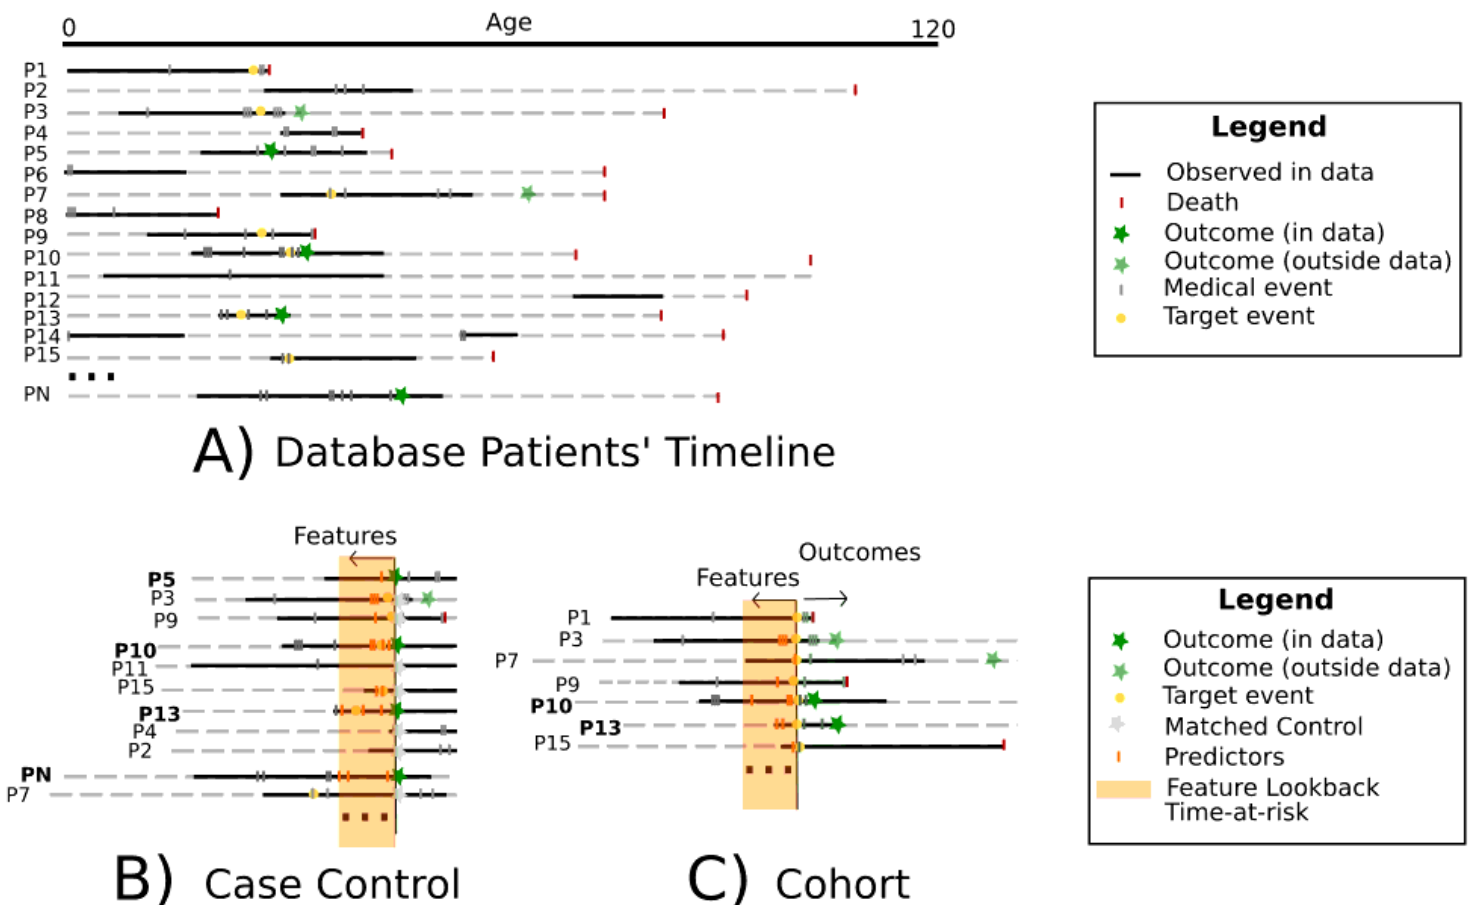 0 Age 120
P1
P2
P3
P4
P5
P6
P7
P8
P9
P10
P11
P12
P13
P14
P15
PN
A) Database Patients' Timeline
Legend
Observed in data
Death
Outcome (in data)
Outcome (outside data)
Medical event
Target event
Features
P5
P3
P9
P10
P11
P15
P13
P4
P2
PN
P7
B) Case Control
Outcomes
Features
P1
P3
P7
P9
P10
P13
P15
C) Cohort
Legend
Outcome (in data)
Outcome (outside data)
Target event
Matched Control
Predictors
Feature Lookback
Time-at-risk